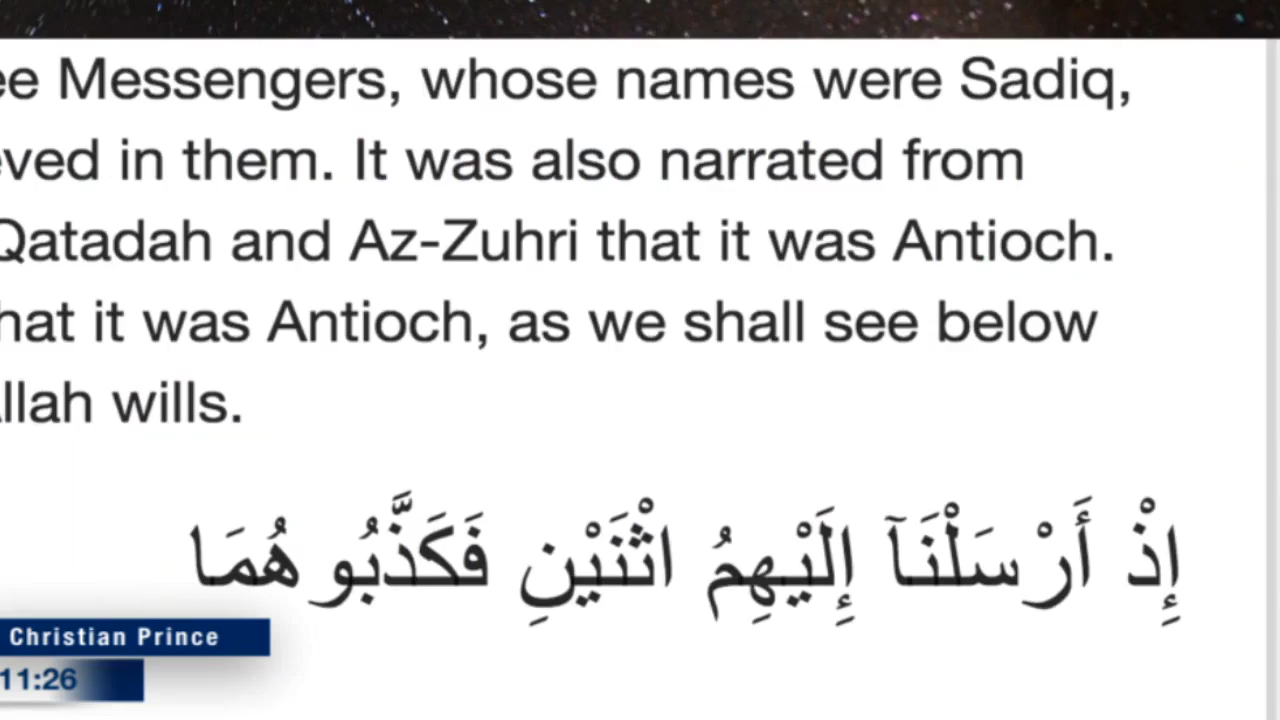 ee Messengers, whose names were Sadiq,
eved in them. It was also narrated from
Qatadah and Az-Zuhri that it was Antioch.
hat it was Antioch, as we shall see below
llah wills.
إِذْ أَرْسَلْنَآ إِلَيْهِمُ اثْنَيْنِ فَكَذَّبُوهُمَا
Christian Prince
11:26